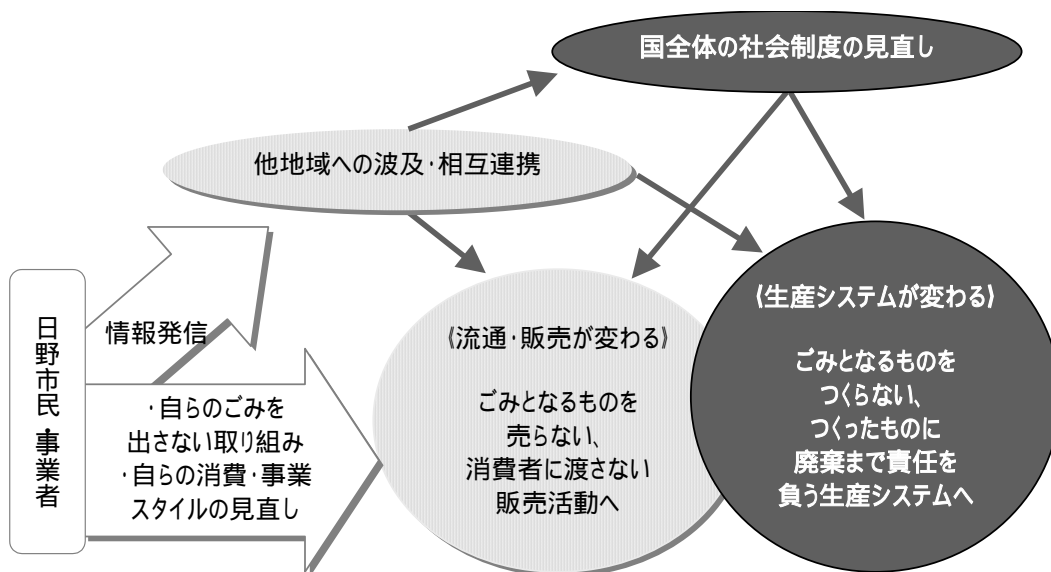 国全体の社会制度の見直し
他地域への波及・相互連携
日野市民・事業者
情報発信
・自らのごみを
出さない取り組み
・自らの消費・事業
スタイルの見直し
《流通・販売が変わる》
ごみとなるものを
売らない、
消費者に渡さない
販売活動へ
《生産システムが変わる》
ごみとなるものを
つくらない、
つくったものに
廃棄まで責任を
負う生産システムへ